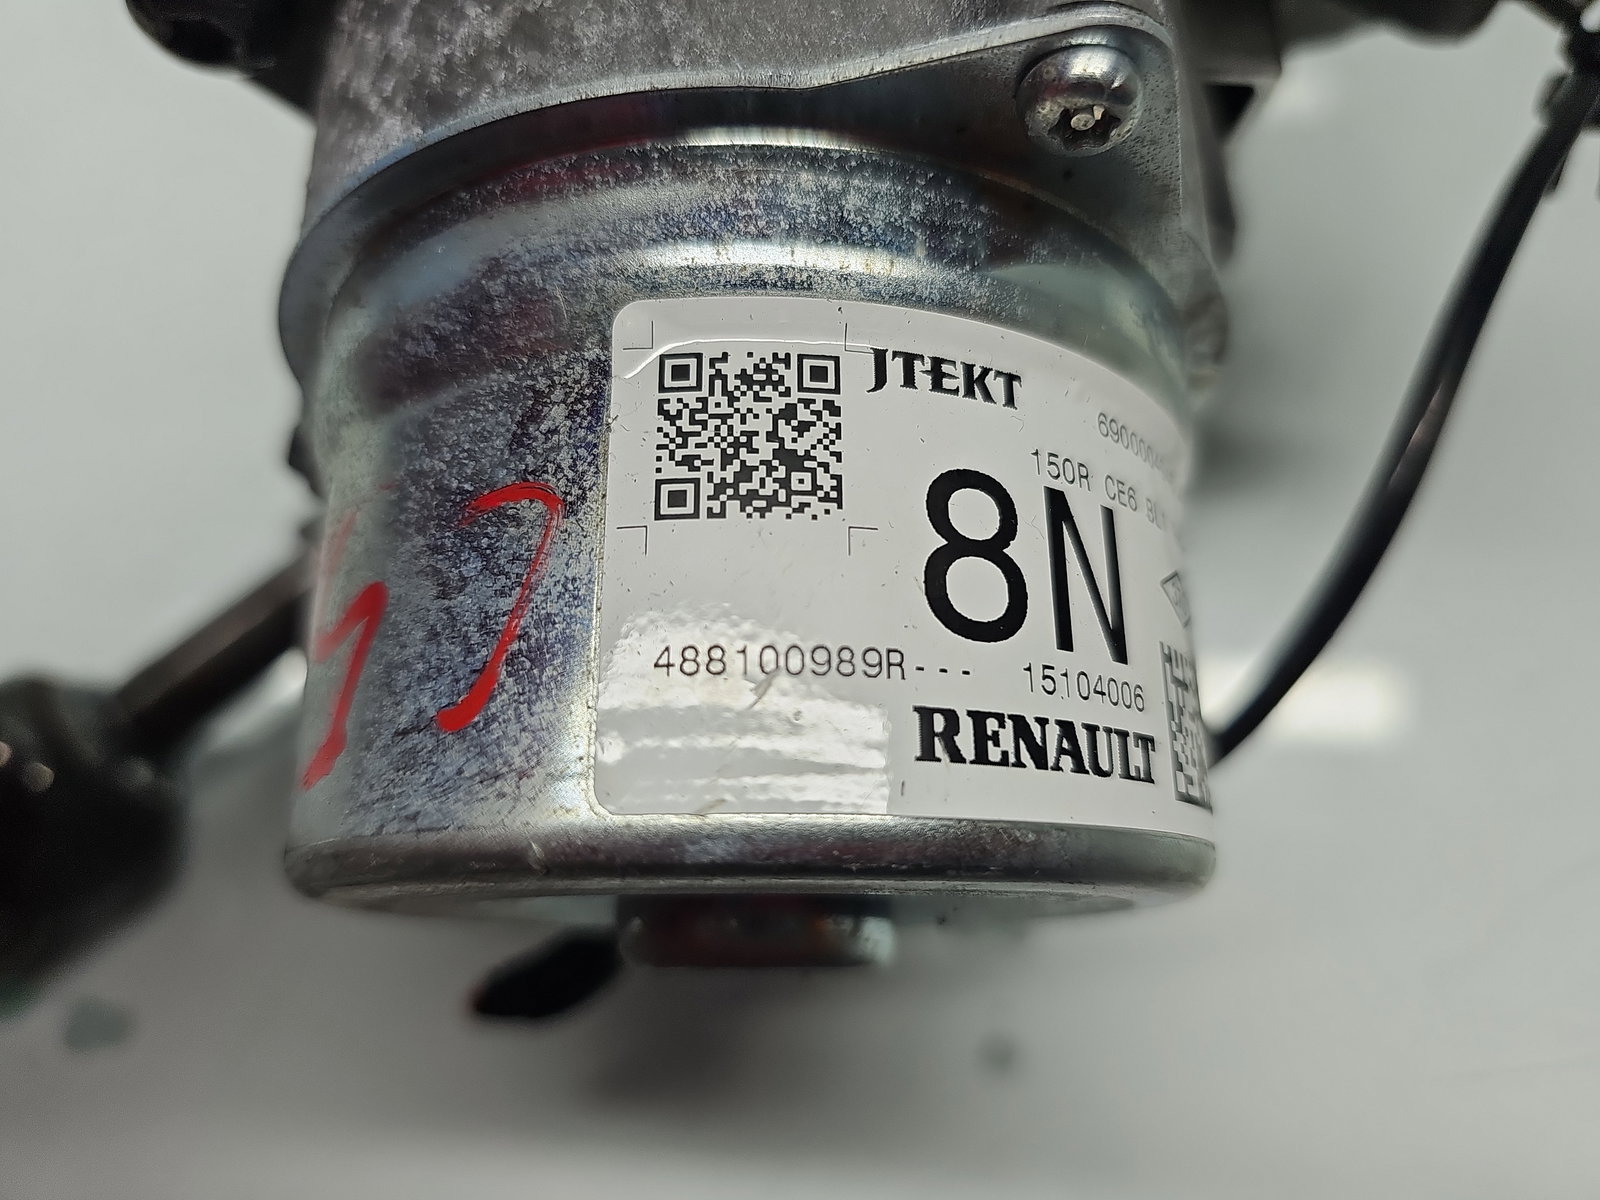 JTEKT
150R CE6
8N
488100989R--- 15104006
RENAULT